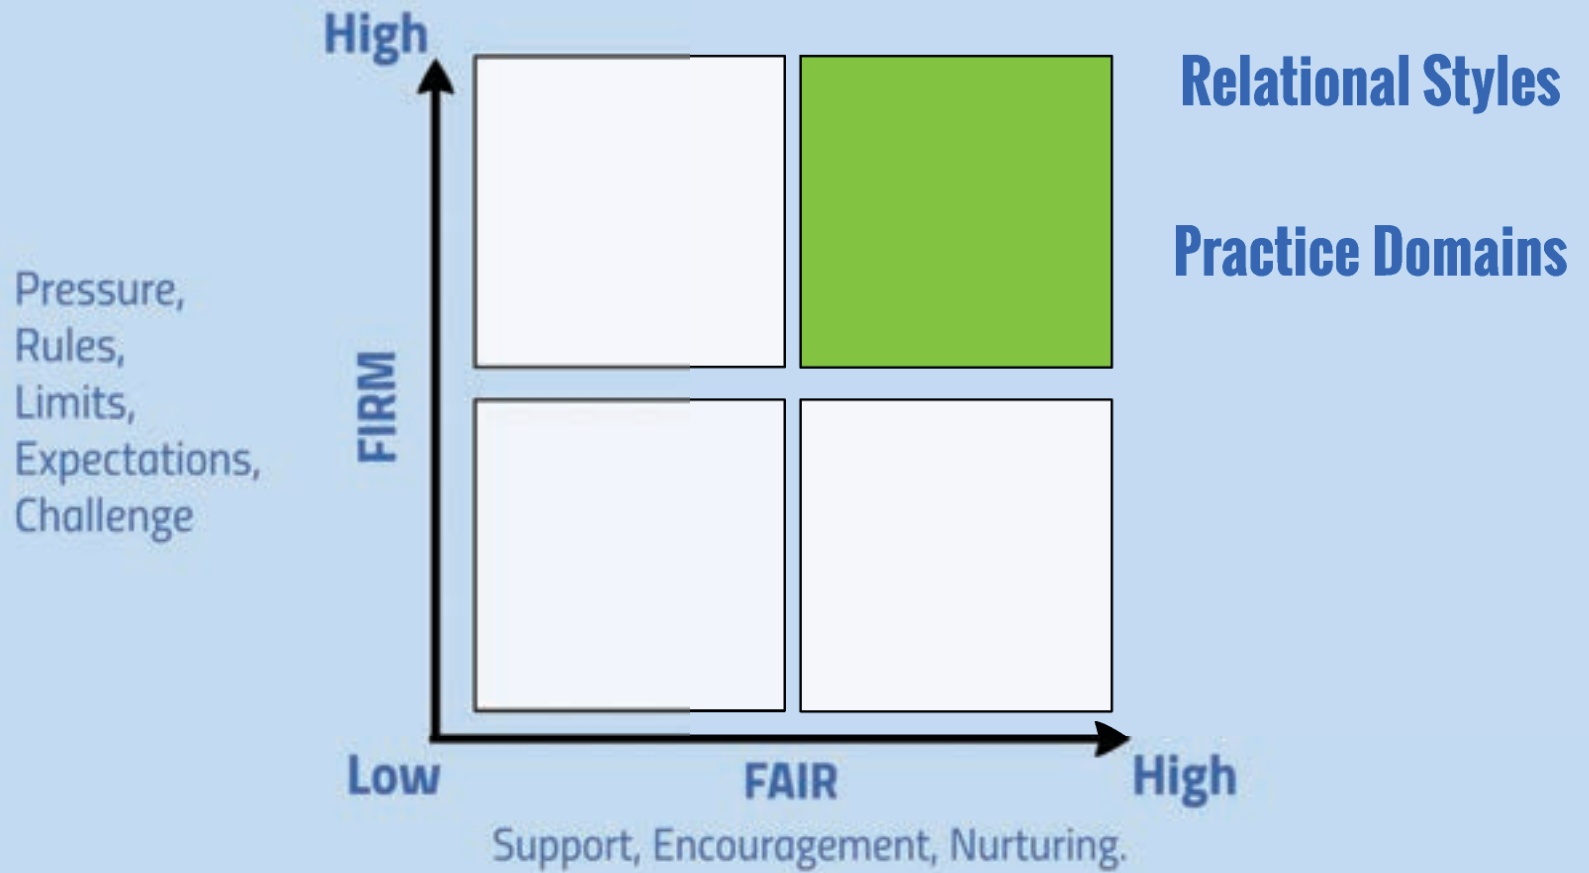 High
Relational Styles
Practice Domains
Pressure,
Rules,
Limits,
Expectations,
Challenge
FIRM
Low
FAIR
High
Support, Encouragement, Nurturing.